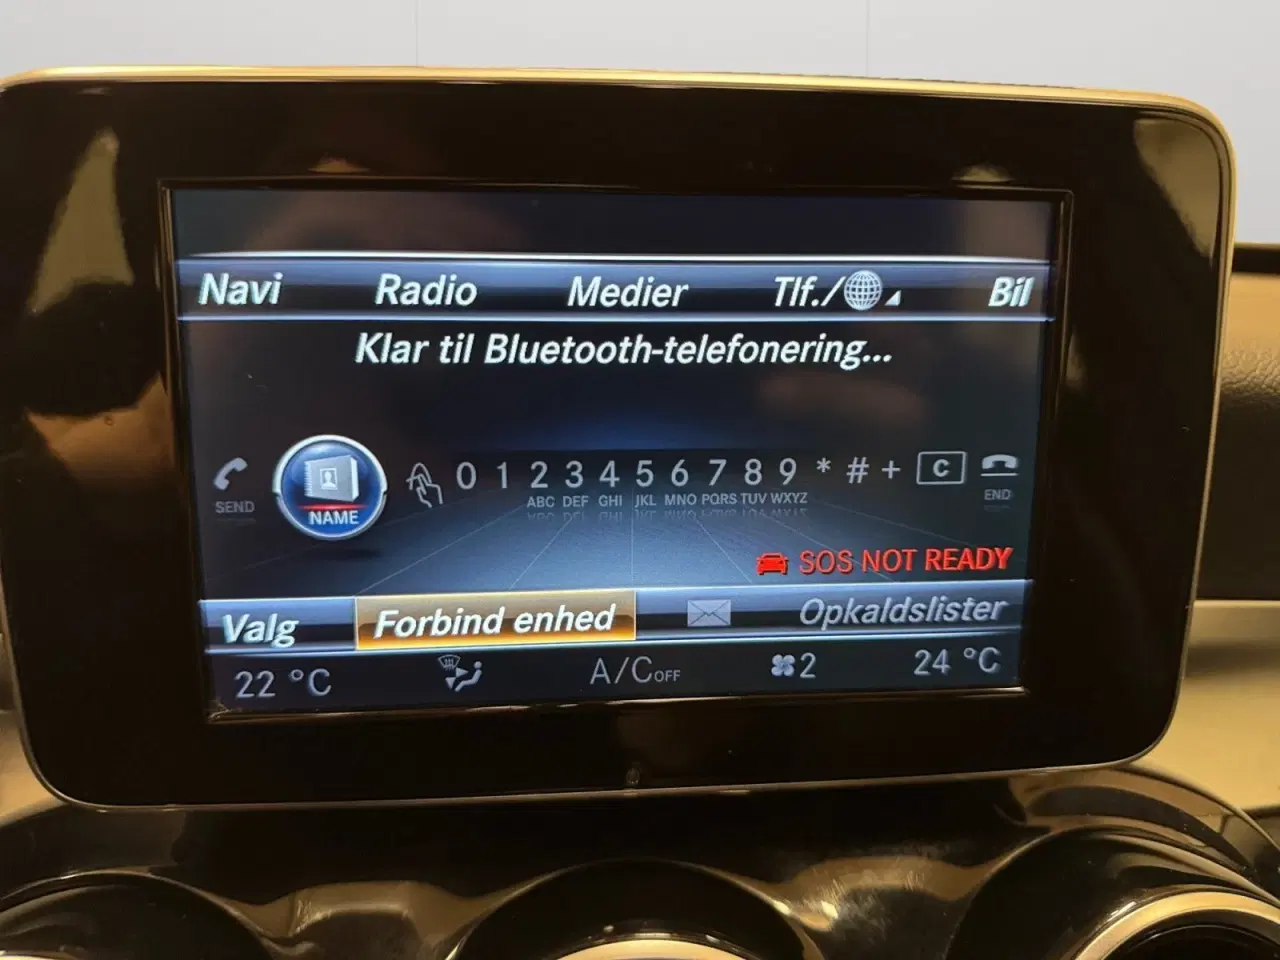 Navi Radio Medier Tlf./ Bil
Klar til Bluetooth-telefonering...
SEND NAME 0 1 2 3 4 5 6 7 8 9 * # + C END
ABC DEF GHI JKL MNO PQRS TUV WXYZ
SOS NOT READY
Valg Forbind enhed Opkaldslister
22 °C A/C OFF 2 24 °C